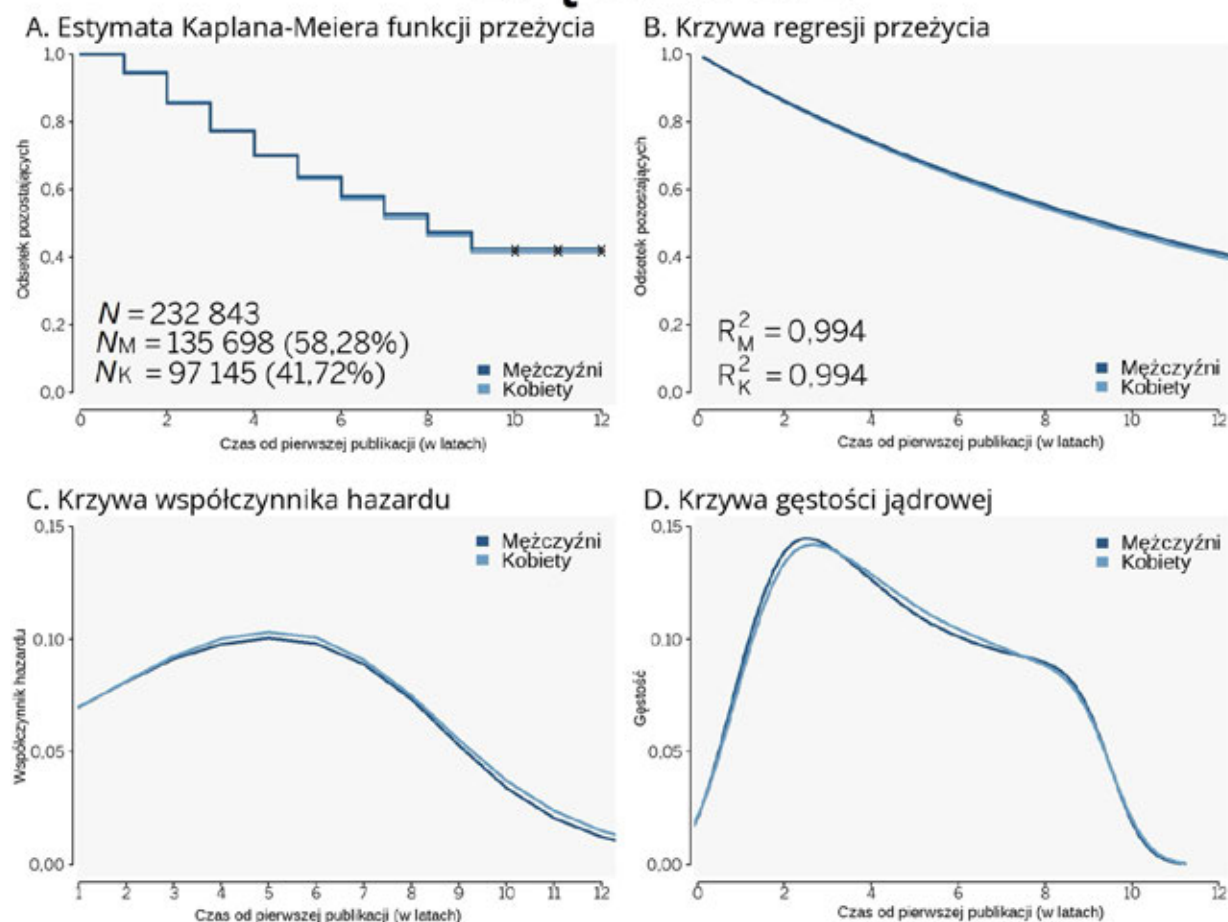 A. Estymata Kaplana-Meiera funkcji przeżycia
1.0
0.8
0.6
0.4
0.2
0.0
Odsetek pozostających
N = 232 843
NM = 135 698 (58,28%)
NK = 97 145 (41,72%)
Mężczyźni
Kobiety
0 2 4 6 8 10 12
Czas od pierwszej publikacji (w latach)
B. Krzywa regresji przeżycia
1.0
0.8
0.6
0.4
0.2
0.0
Odsetek pozostających
R²M = 0,994
R²K = 0,994
Mężczyźni
Kobiety
0 2 4 6 8 10 12
Czas od pierwszej publikacji (w latach)
C. Krzywa współczynnika hazardu
0,15
0,10
0,05
0,00
Współczynnik hazardu
Mężczyźni
Kobiety
1 2 3 4 5 6 7 8 9 10 11 12
Czas od pierwszej publikacji (w latach)
D. Krzywa gęstości jądrowej
0,15
0,10
0,05
0,00
Gęstość
Mężczyźni
Kobiety
0 2 4 6 8 10 12
Czas od pierwszej publikacji (w latach)